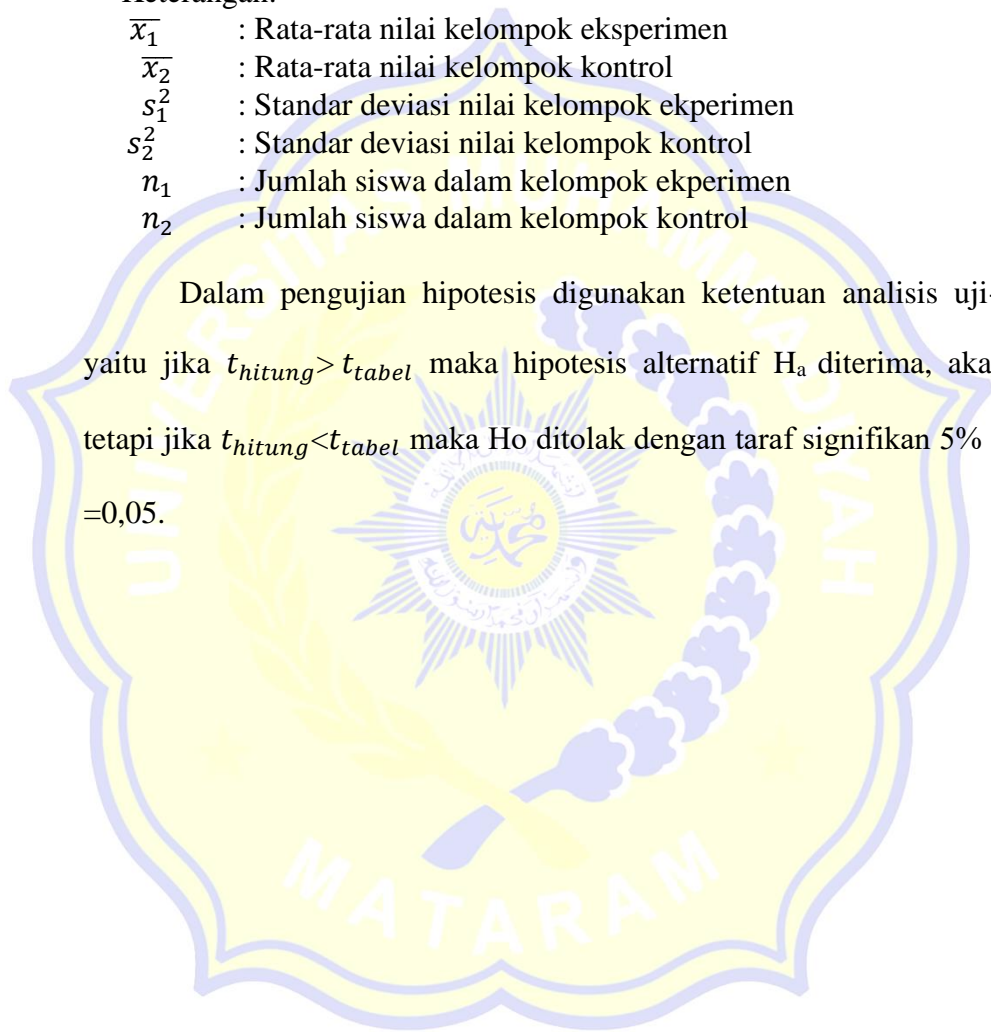 Keterangan:
x̄₁ : Rata-rata nilai kelompok eksperimen
x̄₂ : Rata-rata nilai kelompok kontrol
s₁² : Standar deviasi nilai kelompok ekperimen
s₂² : Standar deviasi nilai kelompok kontrol
n₁ : Jumlah siswa dalam kelompok ekperimen
n₂ : Jumlah siswa dalam kelompok kontrol
Dalam pengujian hipotesis digunakan ketentuan analisis uji-
yaitu jika t_hitung > t_tabel maka hipotesis alternatif Hₐ diterima, aka
tetapi jika t_hitung < t_tabel maka Ho ditolak dengan taraf signifikan 5%
=0,05.
UNIVERSITAS MUHAMMADIYAH
MATARAM